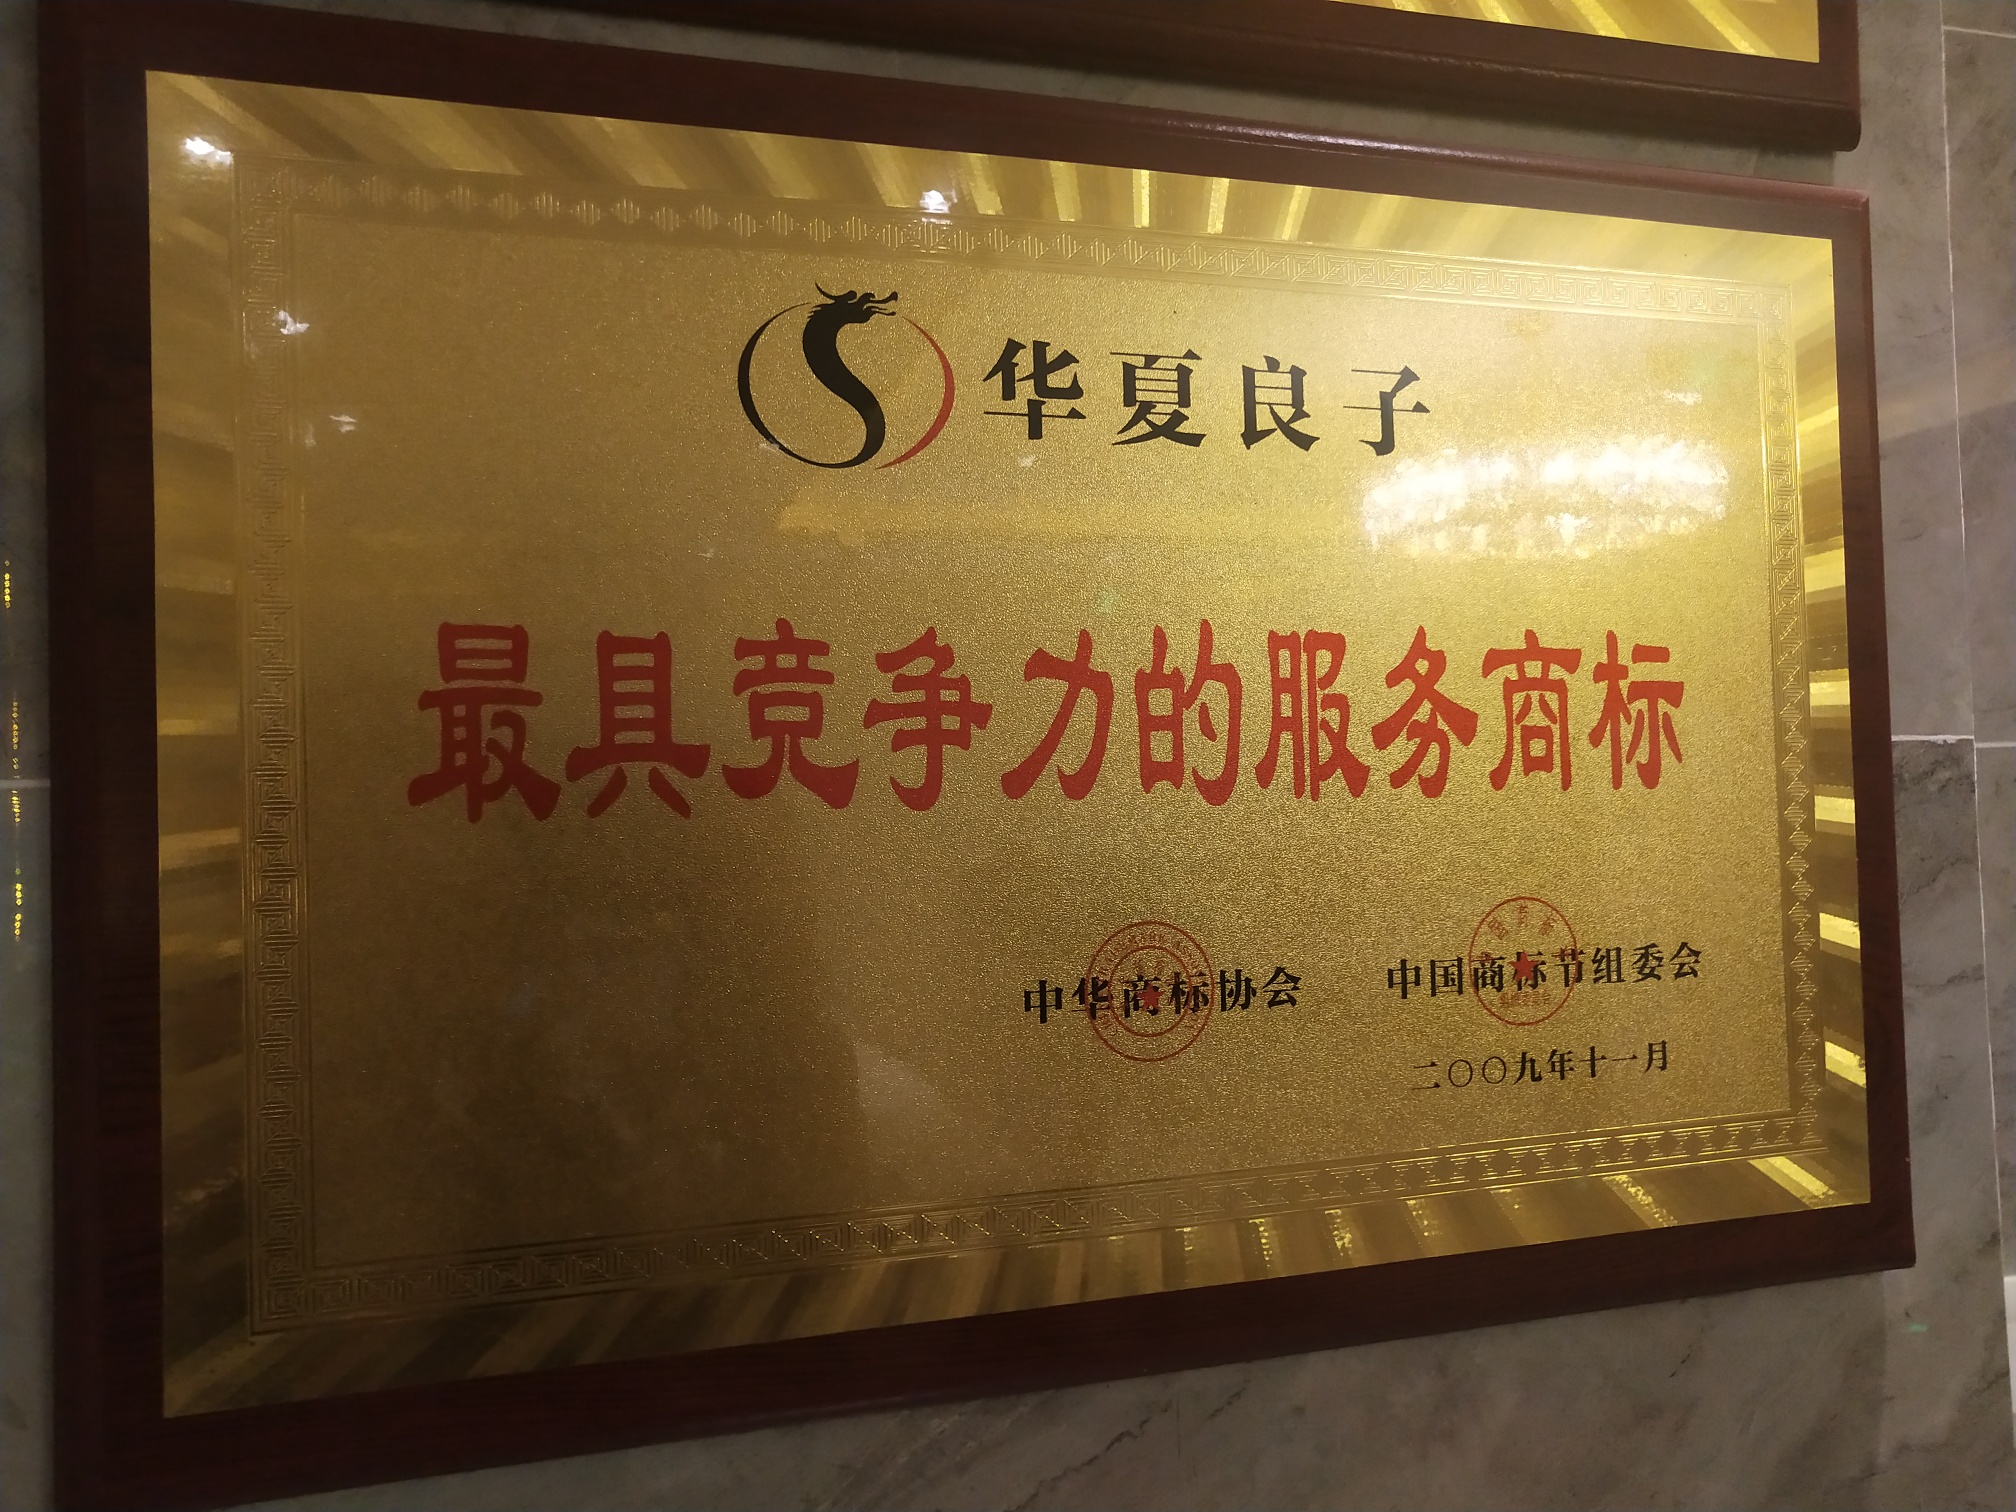 华夏良子
最具竞争力的服务商标
中华商标协会
中国商标节组委会
二〇〇九年十一月